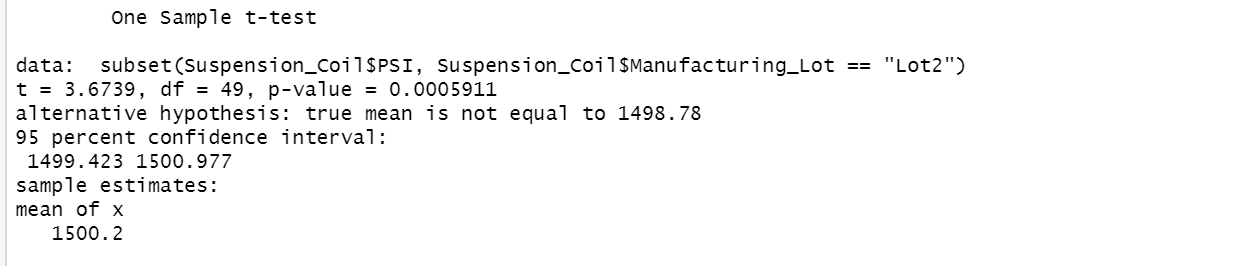 One Sample t-test
data:  subset(Suspension_Coil$PSI, Suspension_Coil$Manufacturing_Lot == "Lot2")
t = 3.6739, df = 49, p-value = 0.0005911
alternative hypothesis: true mean is not equal to 1498.78
95 percent confidence interval:
1499.423 1500.977
sample estimates:
mean of x
1500.2